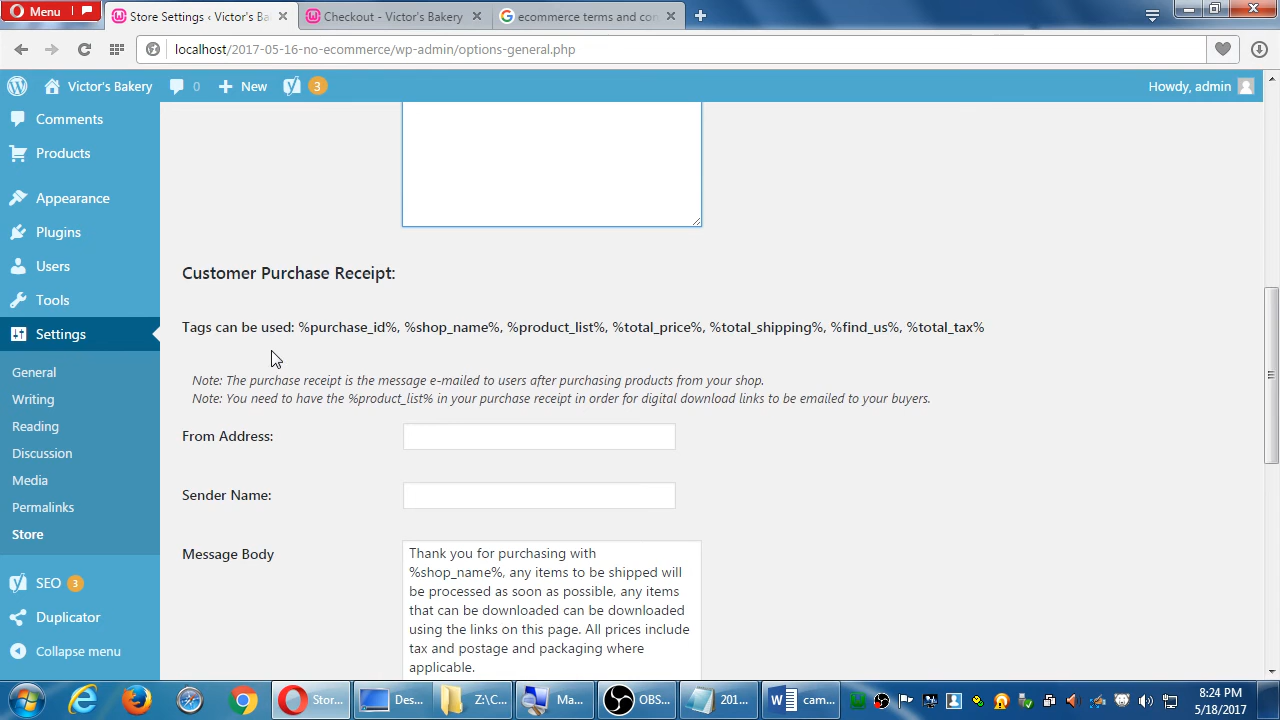 Menu
Store Settings ‹ Victor's B
Checkout - Victor's Bakery
ecommerce terms and con
localhost/2017-05-16-no-ecommerce/wp-admin/options-general.php
Victor's Bakery
0
New
3
Howdy, admin
Comments
Products
Appearance
Plugins
Users
Tools
Settings
General
Writing
Reading
Discussion
Media
Permalinks
Store
SEO 3
Duplicator
Collapse menu
Customer Purchase Receipt:
Tags can be used: %purchase_id%, %shop_name%, %product_list%, %total_price%, %total_shipping%, %find_us%, %total_tax%
Note: The purchase receipt is the message e-mailed to users after purchasing products from your shop.
Note: You need to have the %product_list% in your purchase receipt in order for digital download links to be emailed to your buyers.
From Address:
Sender Name:
Message Body
Thank you for purchasing with
%shop_name%, any items to be shipped will
be processed as soon as possible, any items
that can be downloaded can be downloaded
using the links on this page. All prices include
tax and postage and packaging where
applicable.
Stor...
Des...
Z:\C...
Ma...
OBS...
201...
cam...
8:24 PM
5/18/2017